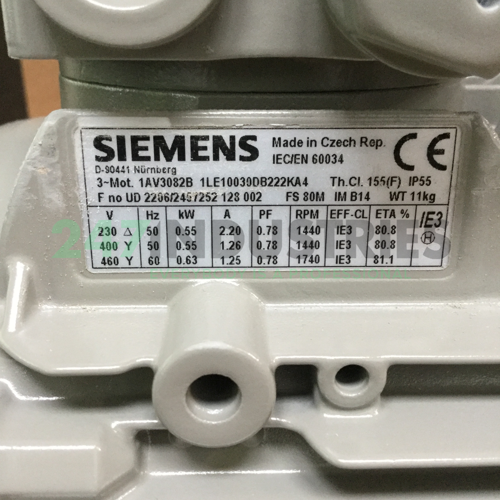 SIEMENS Made in Czech Rep. CE
D-90441 Nürnberg IEC/EN 60034
3~Mot. 1AV3082B 1LE10039DB222KA4 Th.Cl. 155(F) IP55
F no UD 128 002 FS 80M IM B14 WT 11kg
V Hz kW A PF RPM EFF-CL ETA % IE3
230 Δ 50 0.55 2.20 0.78 1440 IE3 80.8
400 Y 50 0.55 1.26 0.78 1440 IE3 80.8
460 Y 60 0.63 1.25 0.78 1740 IE3 81.1
H
247 INDUSTRIES